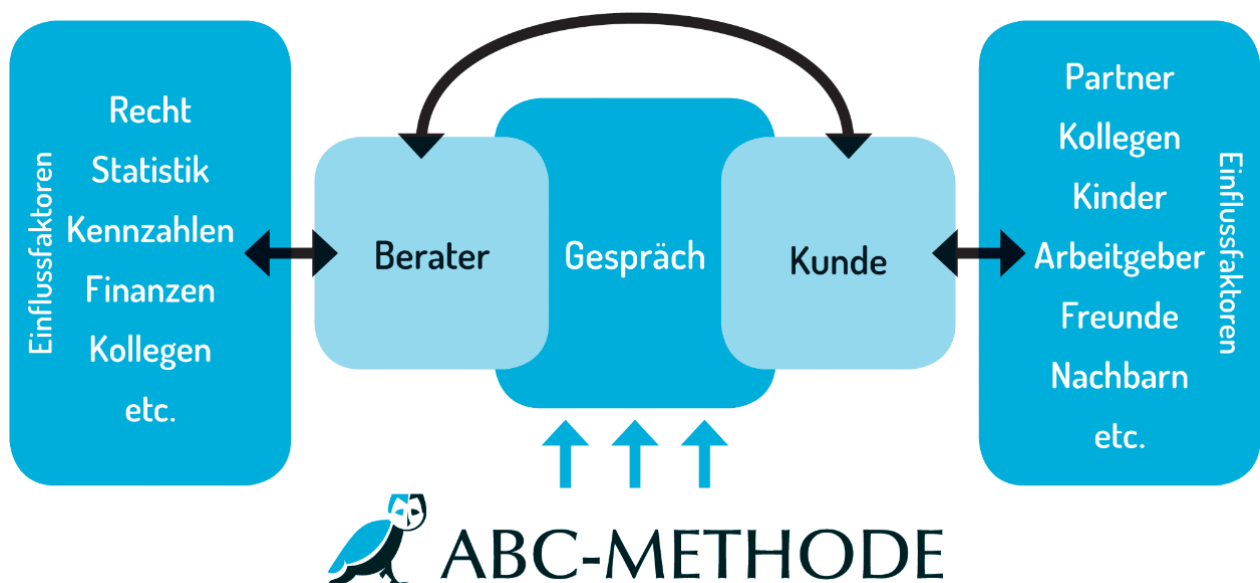 Einflussfaktoren
Recht
Statistik
Kennzahlen
Finanzen
Kollegen
etc.
Berater
Gespräch
Kunde
Partner
Kollegen
Kinder
Arbeitgeber
Freunde
Nachbarn
etc.
Einflussfaktoren
ABC-METHODE